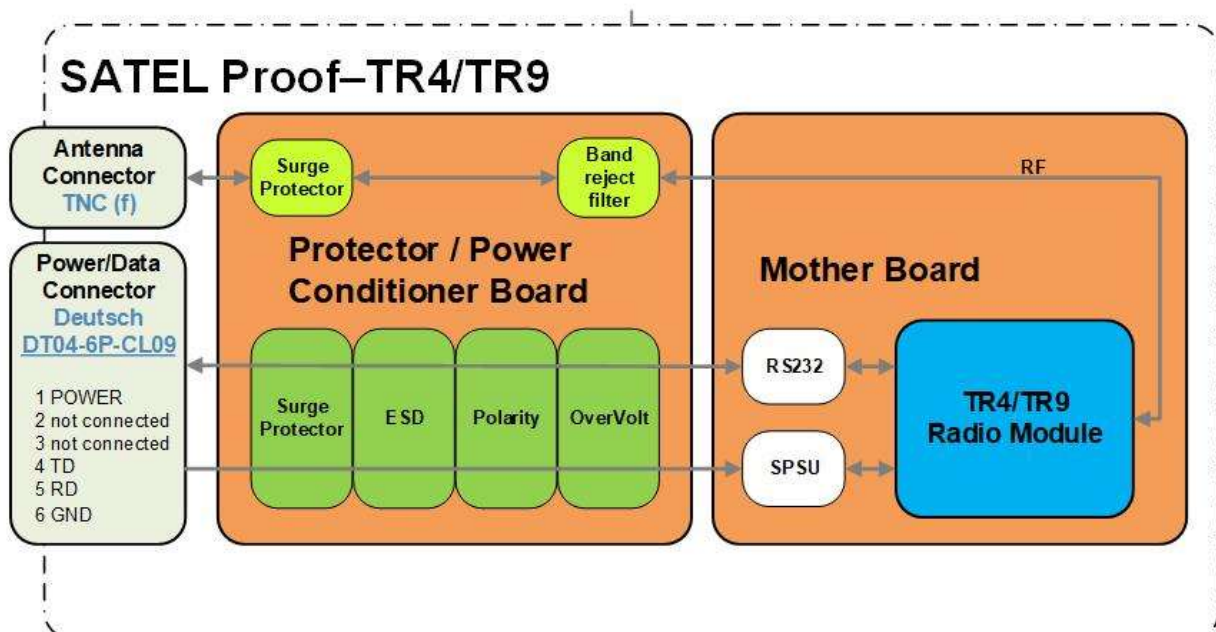 SATEL Proof–TR4/TR9
Antenna
Connector
TNC (f)
Surge
Protector
Band
reject
filter
RF
Power/Data
Connector
Deutsch
DT04-6P-CL09
1 POWER
2 not connected
3 not connected
4 TD
5 RD
6 GND
Protector / Power
Conditioner Board
Surge
Protector
ESD
Polarity
OverVolt
Mother Board
RS232
SPSU
TR4/TR9
Radio Module